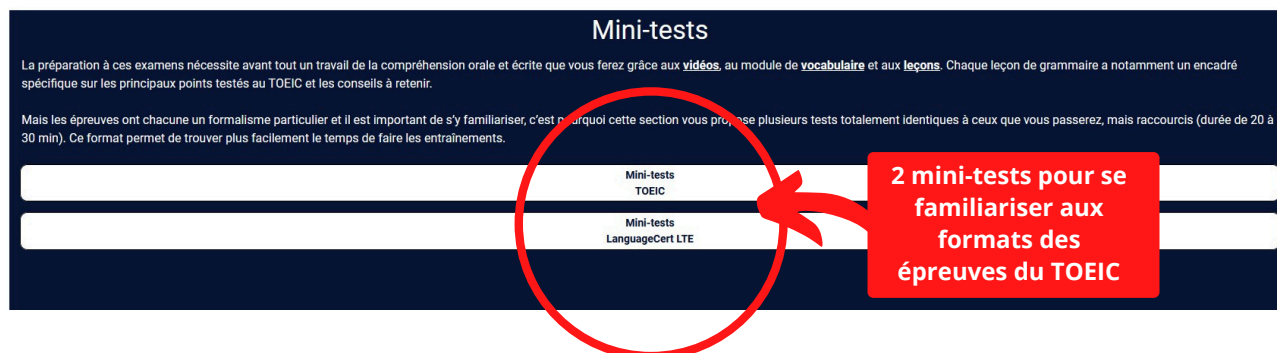 Mini-tests
La préparation à ces examens nécessite avant tout un travail de la compréhension orale et écrite que vous ferez grâce aux vidéos, au module de vocabulaire et aux leçons. Chaque leçon de grammaire a notamment un encadré
spécifique sur les principaux points testés au TOEIC et les conseils à retenir.
Mais les épreuves ont chacune un formalisme particulier et il est important de s'y familiariser, c'est pourquoi cette section vous propose plusieurs tests totalement identiques à ceux que vous passerez, mais raccourcis (durée de 20 à
30 min). Ce format permet de trouver plus facilement le temps de faire les entraînements.
Mini-tests
TOEIC
Mini-tests
LanguageCert LTE
2 mini-tests pour se
familiariser aux
formats des
épreuves du TOEIC